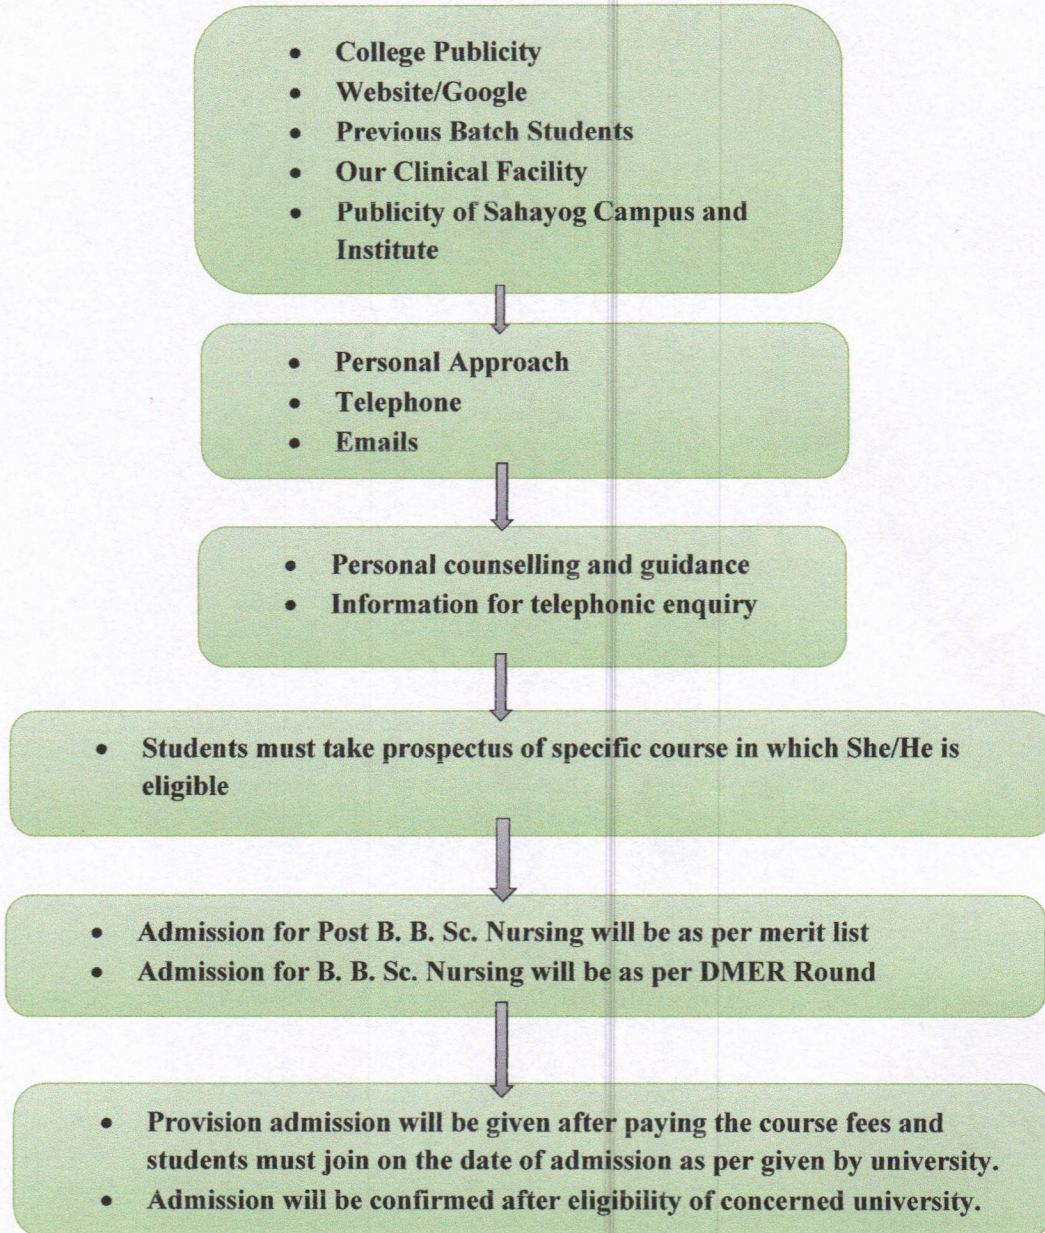 • College Publicity
• Website/Google
• Previous Batch Students
• Our Clinical Facility
• Publicity of Sahayog Campus and
Institute
• Personal Approach
• Telephone
• Emails
• Personal counselling and guidance
• Information for telephonic enquiry
• Students must take prospectus of specific course in which She/He is
eligible
• Admission for Post B. B. Sc. Nursing will be as per merit list
• Admission for B. B. Sc. Nursing will be as per DMER Round
• Provision admission will be given after paying the course fees and
students must join on the date of admission as per given by university.
• Admission will be confirmed after eligibility of concerned university.